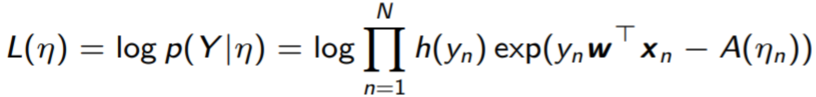 L(η) = log p(Y|η) = log ∏_{n=1}^{N} h(y_n) exp(y_n w^⊤ x_n − A(η_n))